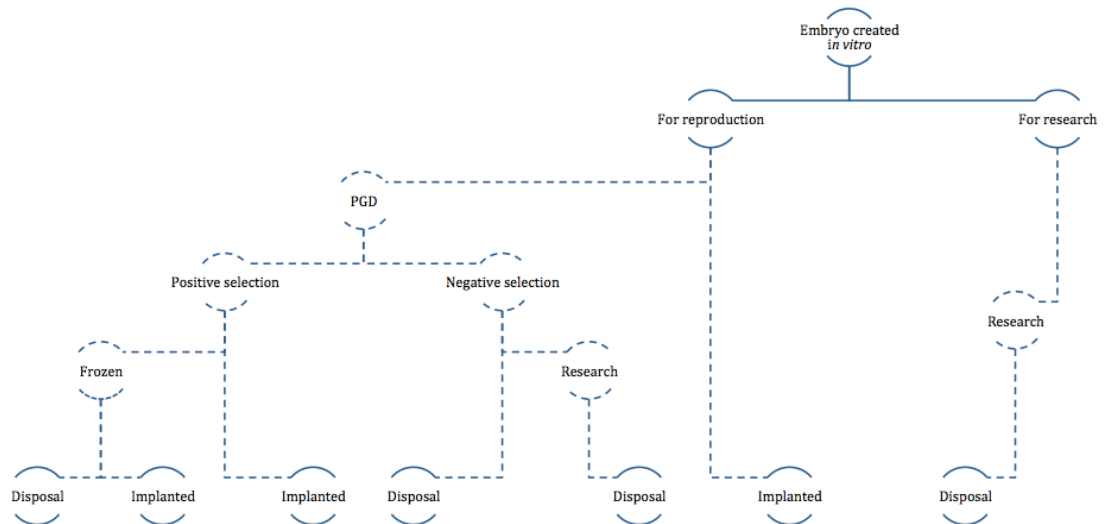 Embryo created
in vitro
For reproduction
For research
PGD
Positive selection
Negative selection
Research
Frozen
Research
Disposal
Implanted
Implanted
Disposal
Disposal
Implanted
Disposal